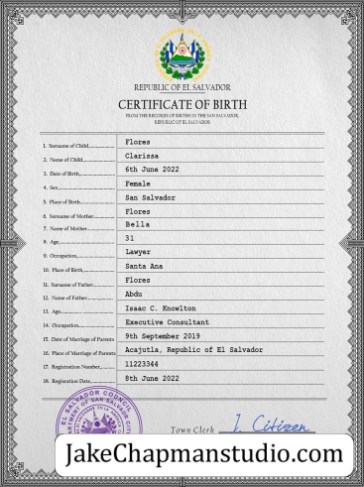 REPUBLIC OF EL SALVADOR
CERTIFICATE OF BIRTH
FROM THE RECORDS OF BIRTHS IN THE SAN SALVADOR,
REPUBLIC OF EL SALVADOR
1. Surname of Child Flores
2. Name of Child Clarissa
3. Date of Birth 6th June 2022
4. Sex Female
5. Place of Birth San Salvador
6. Surname of Mother Flores
7. Name of Mother Bella
8. Age 31
9. Occupation Lawyer
10. Place of Birth Santa Ana
11. Surname of Father Flores
12. Name of Father Abdu
13. Age Isaac C. Knowlton
14. Occupation Executive Consultant
15. Date of Marriage of Parents 9th September 2019
16. Place of Marriage of Parents Acajutla, Republic of El Salvador
17. Registration Number 11223344
18. Registration Date 8th June 2022
EL SALVADOR COUNCIL
Town Clerk I. Citizen
JakeChapmanstudio.com